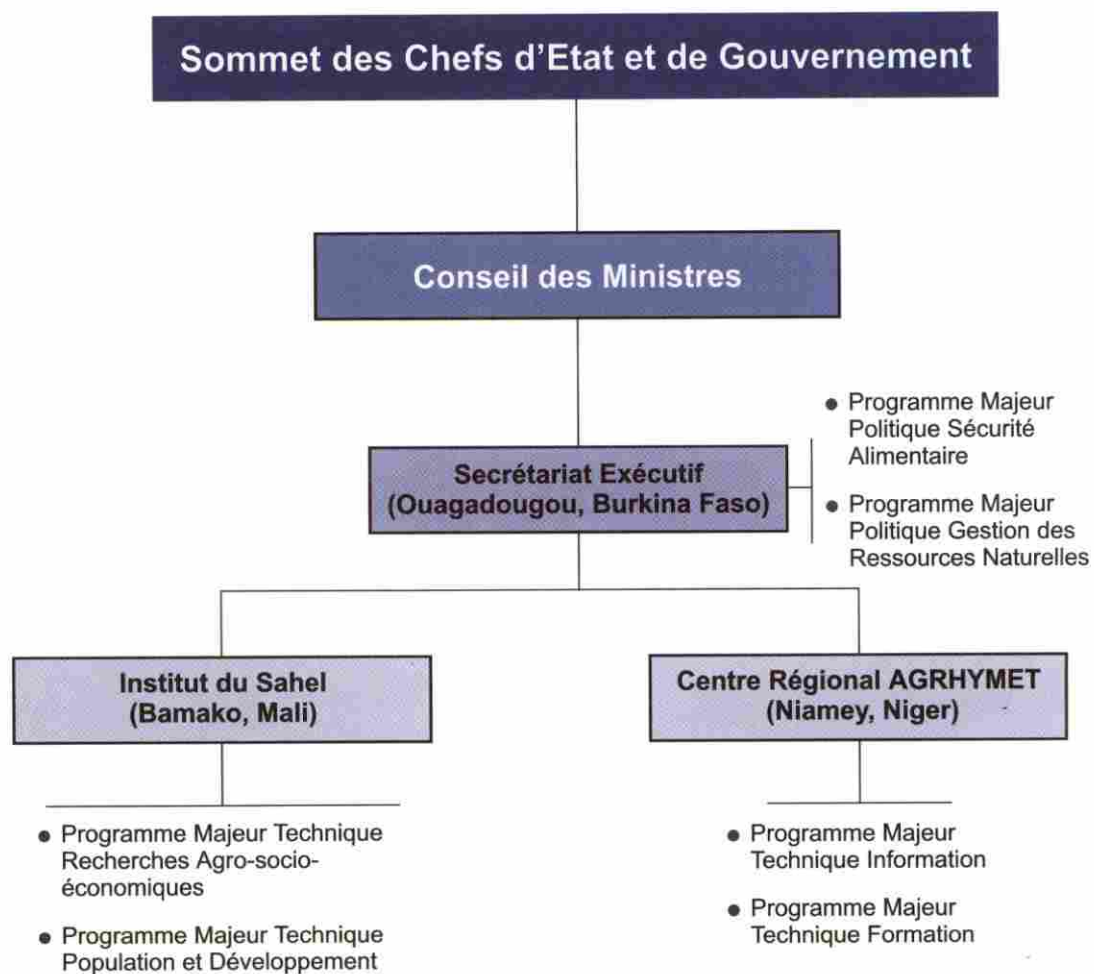 Sommet des Chefs d'Etat et de Gouvernement
Conseil des Ministres
Secrétariat Exécutif
(Ouagadougou, Burkina Faso)
● Programme Majeur
Politique Sécurité
Alimentaire
● Programme Majeur
Politique Gestion des
Ressources Naturelles
Institut du Sahel
(Bamako, Mali)
● Programme Majeur Technique
Recherches Agro-socio-
économiques
● Programme Majeur Technique
Population et Développement
Centre Régional AGRHYMET
(Niamey, Niger)
● Programme Majeur
Technique Information
● Programme Majeur
Technique Formation